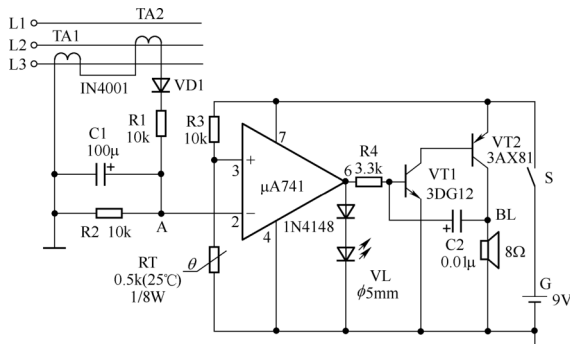 L1
TA2
L2
TA1
L3
VD1
IN4001
R1
10k
R3
10k
C1
100μ
+
7
+
3
μA741
6
R4
3.3k
VT1
3DG12
VT2
3AX81
S
R2 10k
A
2
−
4
1N4148
+
C2
0.01μ
BL
8Ω
RT
0.5k(25℃)
1/8W
θ
VL
ϕ5mm
G
9V